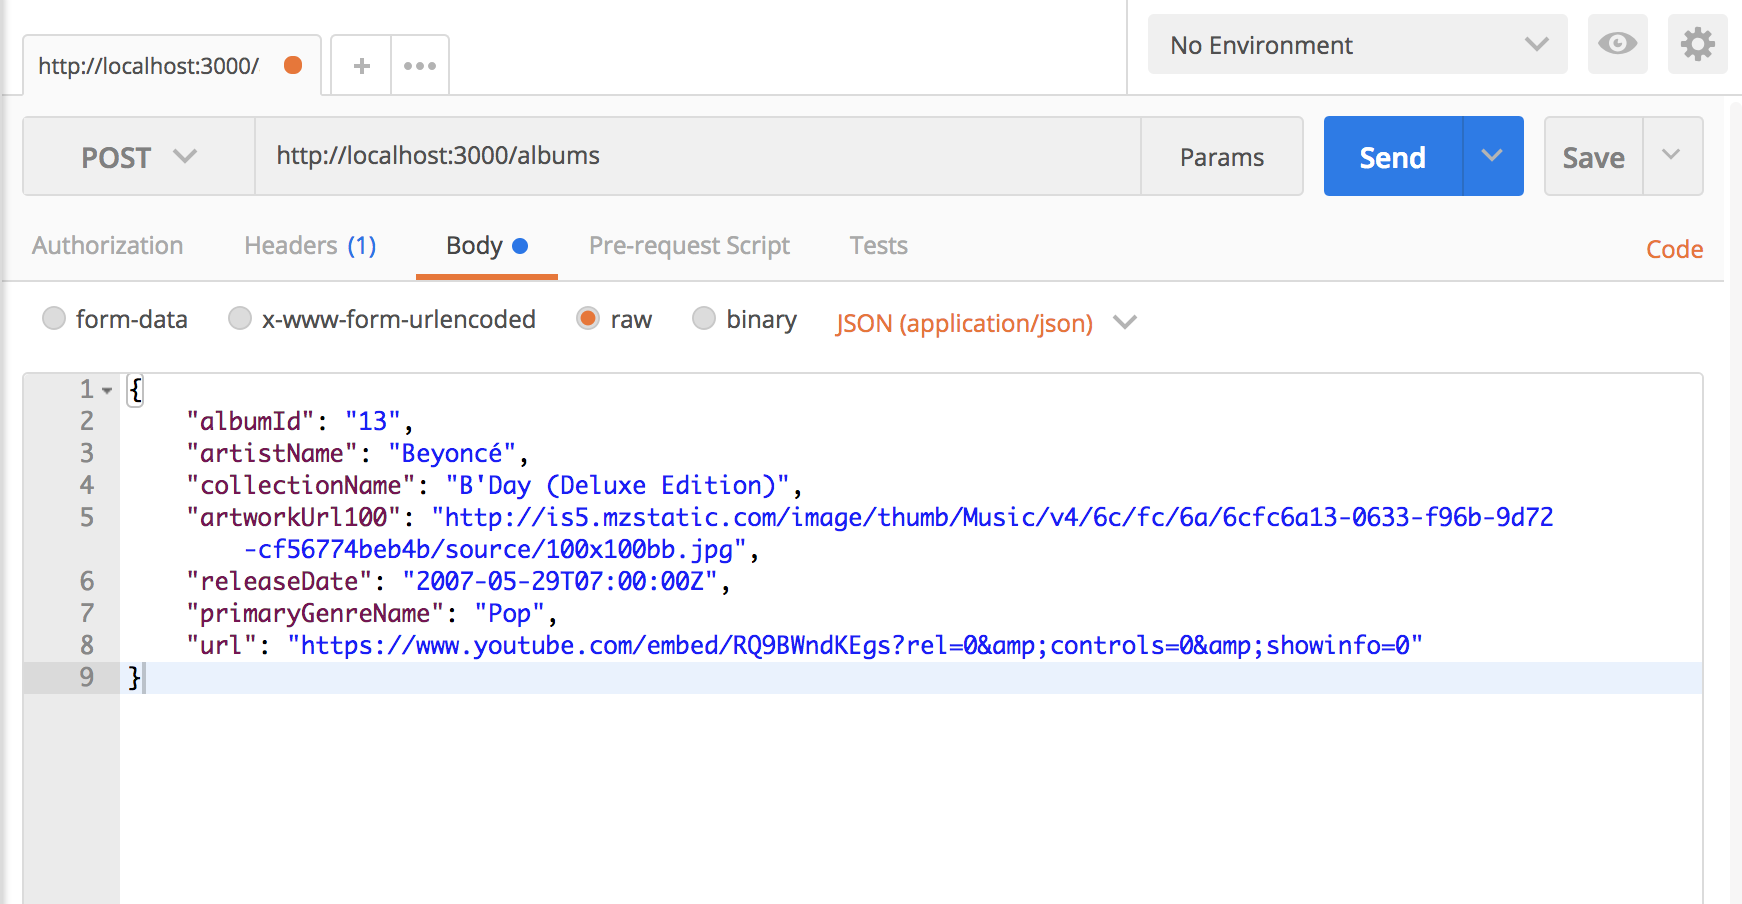 http://localhost:3000/
No Environment
POST
http://localhost:3000/albums
Params
Send
Save
Authorization
Headers (1)
Body
Pre-request Script
Tests
Code
form-data
x-www-form-urlencoded
raw
binary
JSON (application/json)
1 {
2 "albumId": "13",
3 "artistName": "Beyoncé",
4 "collectionName": "B'Day (Deluxe Edition)",
5 "artworkUrl100": "http://is5.mzstatic.com/image/thumb/Music/v4/6c/fc/6a/6cfc6a13-0633-f96b-9d72
-cf56774beb4b/source/100x100bb.jpg",
6 "releaseDate": "2007-05-29T07:00:00Z",
7 "primaryGenreName": "Pop",
8 "url": "https://www.youtube.com/embed/RQ9BWndKEgs?rel=0&amp;controls=0&amp;showinfo=0"
9 }